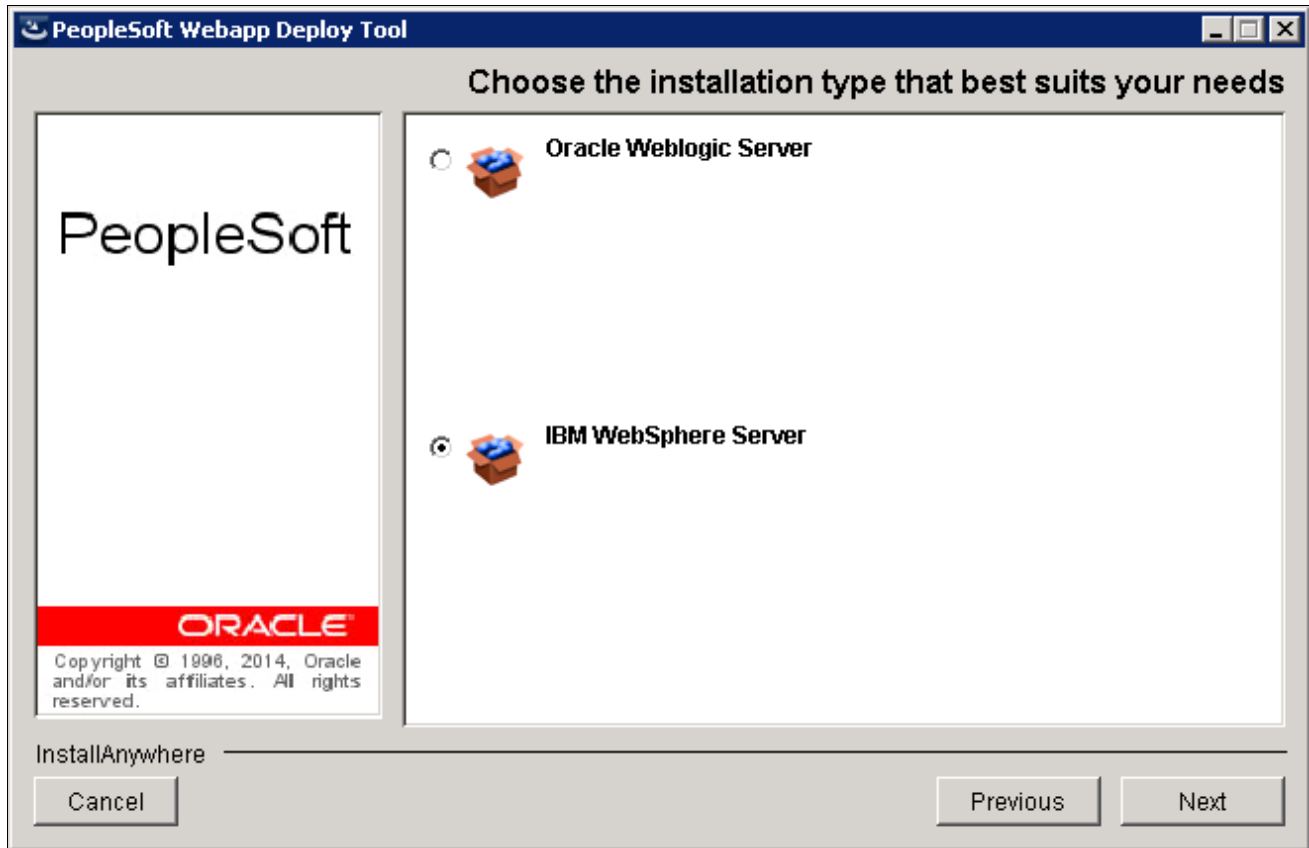 PeopleSoft Webapp Deploy Tool
Choose the installation type that best suits your needs
PeopleSoft
ORACLE
Copyright © 1996, 2014, Oracle
and/or its affiliates. All rights
reserved.
Oracle Weblogic Server
IBM WebSphere Server
InstallAnywhere
Cancel
Previous
Next